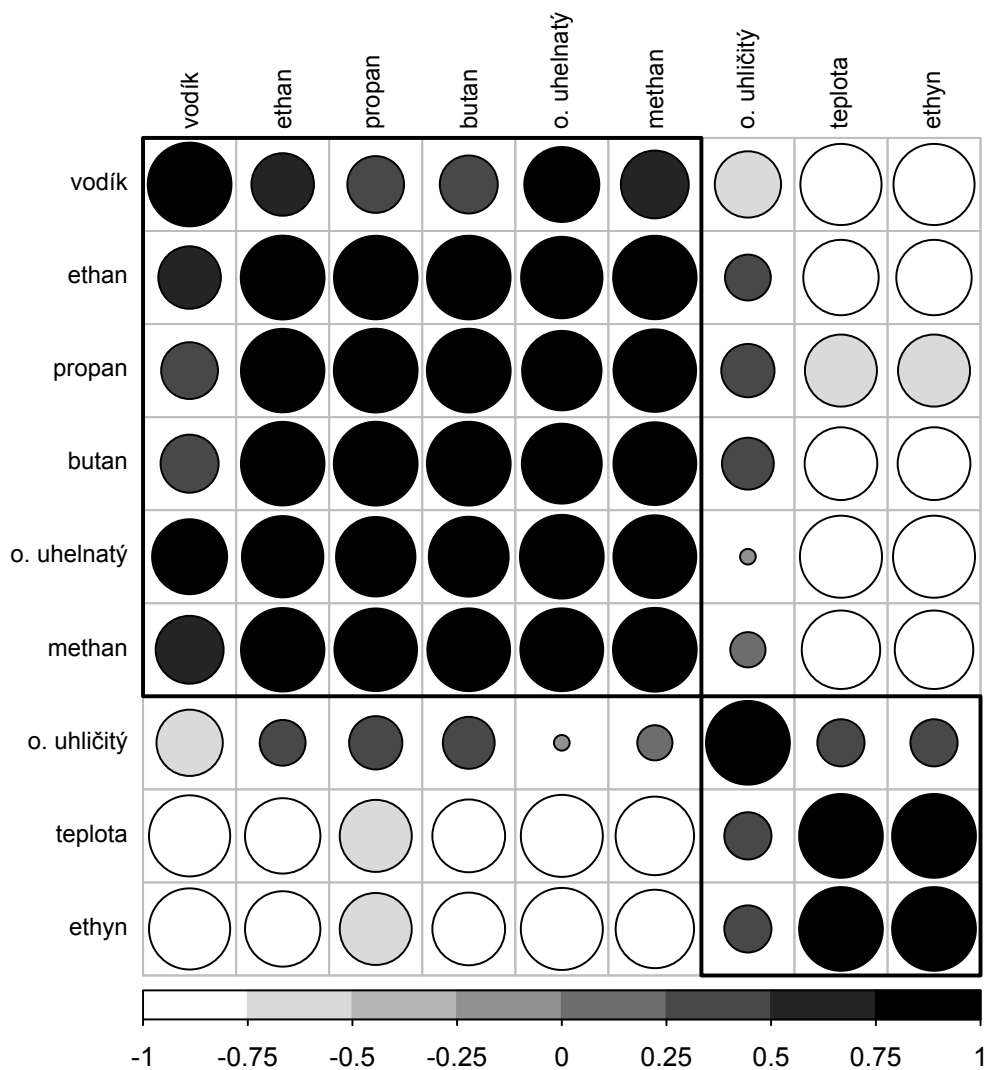 vodík
ethan
propan
butan
o. uhelnatý
methan
o. uhličitý
teplota
ethyn
vodík
ethan
propan
butan
o. uhelnatý
methan
o. uhličitý
teplota
ethyn
-1 -0.75 -0.5 -0.25 0 0.25 0.5 0.75 1